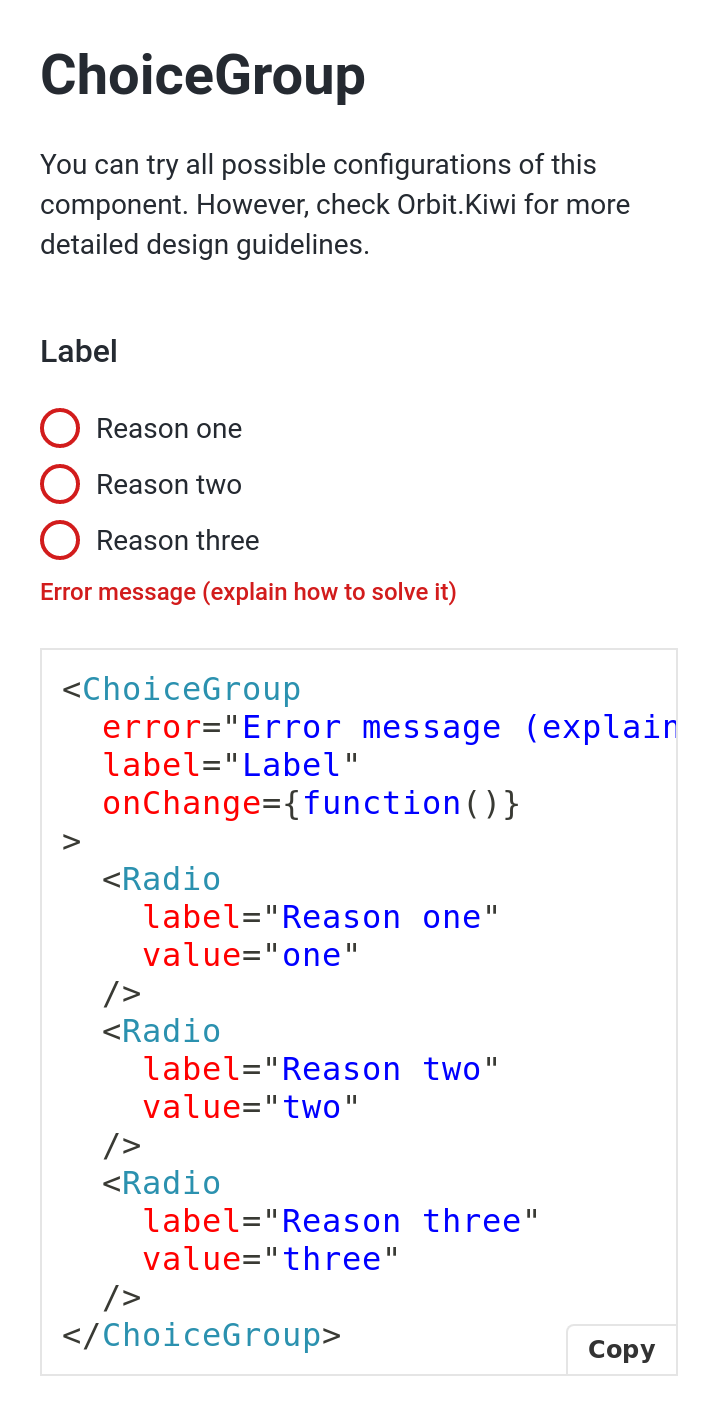 ChoiceGroup
You can try all possible configurations of this
component. However, check Orbit.Kiwi for more
detailed design guidelines.
Label
Reason one
Reason two
Reason three
Error message (explain how to solve it)
<ChoiceGroup
  error="Error message (explain
  label="Label"
  onChange={function()}
>
  <Radio
    label="Reason one"
    value="one"
  />
  <Radio
    label="Reason two"
    value="two"
  />
  <Radio
    label="Reason three"
    value="three"
  />
</ChoiceGroup>
Copy